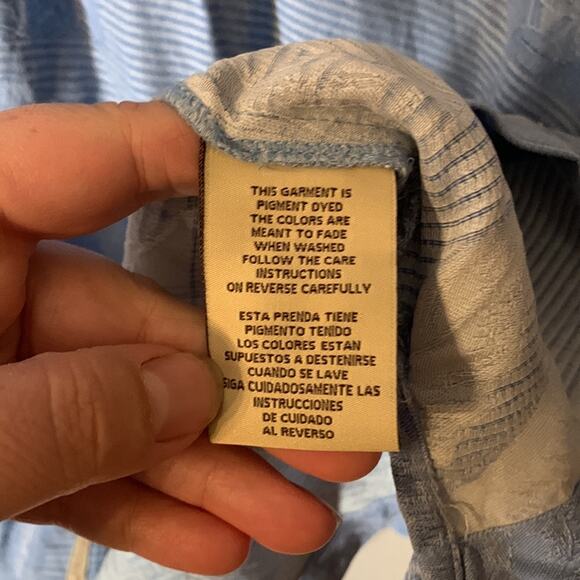 THIS GARMENT IS
PIGMENT DYED
THE COLORS ARE
MEANT TO FADE
WHEN WASHED
FOLLOW THE CARE
INSTRUCTIONS
ON REVERSE CAREFULLY
ESTA PRENDA TIENE
PIGMENTO TENIDO
LOS COLORES ESTAN
SUPUESTOS A DESTENIRSE
CUANDO SE LAVE
SIGA CUIDADOSAMENTE LAS
INSTRUCCIONES
DE CUIDADO
AL REVERSO